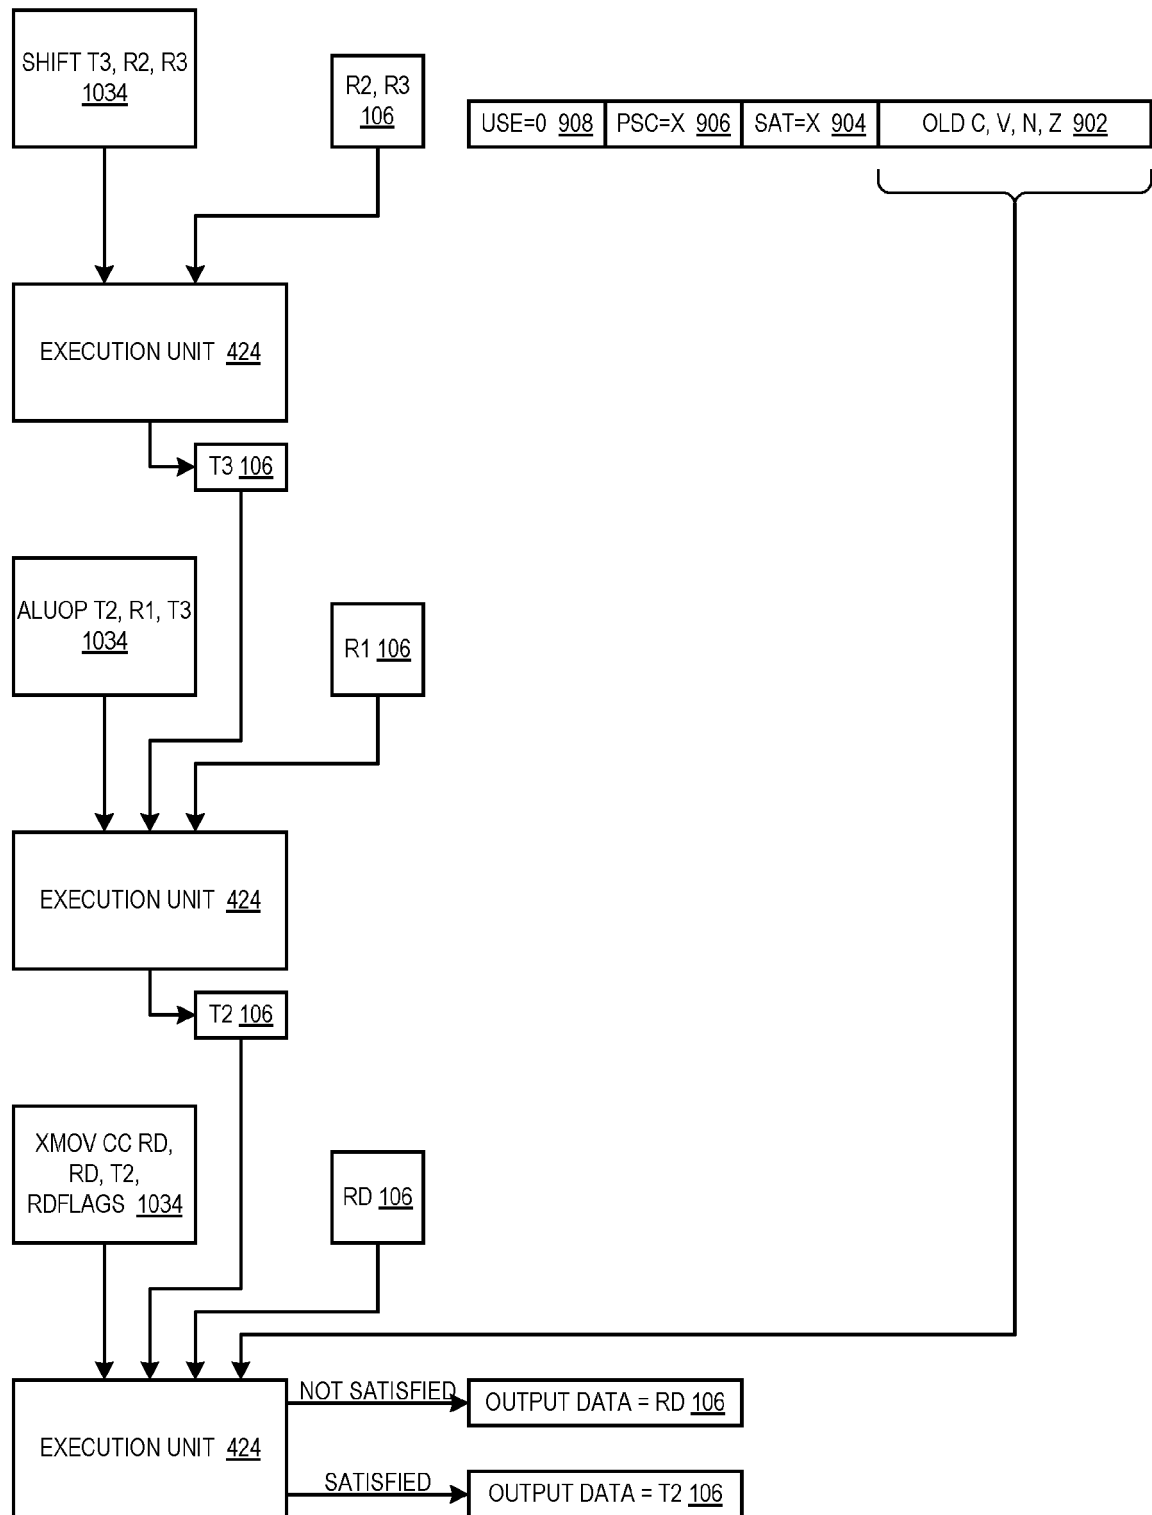 SHIFT T3, R2, R3
1034
R2, R3
106
USE=0 908 PSC=X 906 SAT=X 904 OLD C, V, N, Z 902
EXECUTION UNIT 424
T3 106
ALUOP T2, R1, T3
1034
R1 106
EXECUTION UNIT 424
T2 106
XMOV CC RD,
RD, T2,
RDFLAGS 1034
RD 106
EXECUTION UNIT 424
NOT SATISFIED
OUTPUT DATA = RD 106
SATISFIED
OUTPUT DATA = T2 106